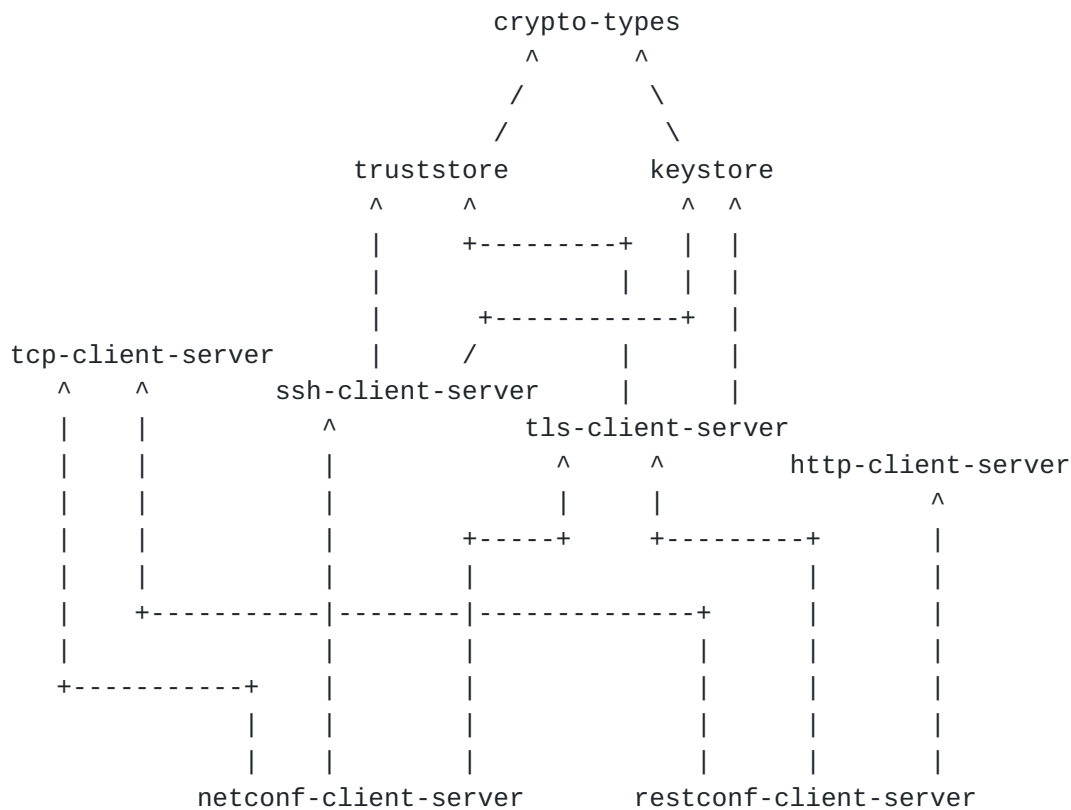 crypto-types
^ ^
/ \
/ \
truststore keystore
^ ^ ^ ^
| +---------+ | |
| | | |
| +------------+ |
tcp-client-server | / | |
^ ^ ssh-client-server | |
| | ^ tls-client-server
| | | ^ ^ http-client-server
| | | | | ^
| | | +-----+ +---------+ |
| | | | | |
| +-----------|--------|--------------+ | |
| | | | | |
+-----------+ | | | | |
| | | | | |
| | | | | |
netconf-client-server restconf-client-server